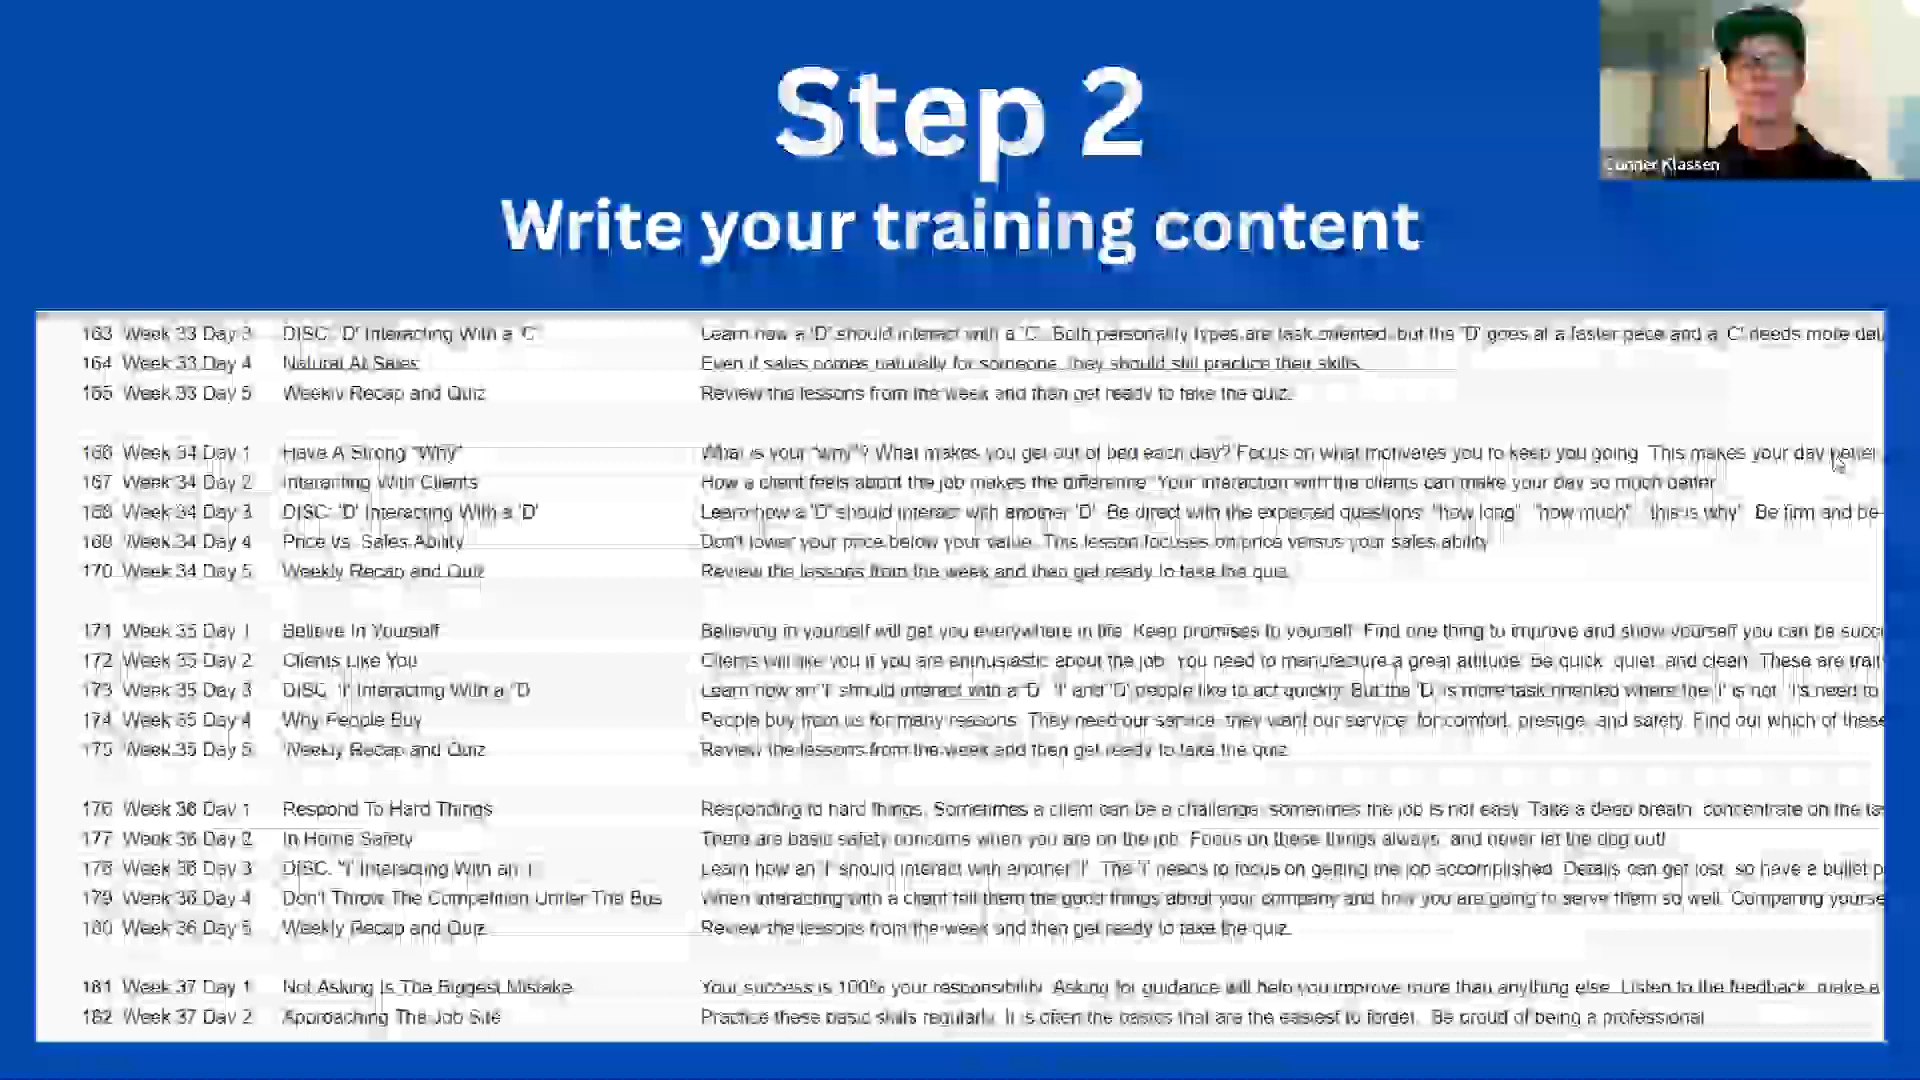 Step 2
Write your training content
Conner Klassen
163 Week 33 Day 3 DISC: 'D' Interacting With a 'C' Learn how a 'D' should interact with a 'C'. Both personality types are task oriented, but the 'D' goes at a faster pace and a 'C' needs more deta
164 Week 33 Day 4 Natural At Sales Even if sales comes naturally for someone, they should still practice their skills.
165 Week 33 Day 5 Weekly Recap and Quiz Review the lessons from the week and then get ready to take the quiz.
166 Week 34 Day 1 Have A Strong "Why" What is your "why"? What makes you get out of bed each day? Focus on what motivates you to keep you going. This makes your day better.
167 Week 34 Day 2 Interacting With Clients How a client feels about the job makes the difference. Your interaction with the clients can make your day so much better.
168 Week 34 Day 3 DISC: 'D' Interacting With a 'D' Learn how a 'D' should interact with another 'D'. Be direct with the expected questions: "how long", "how much", "this is why". Be firm and be
169 Week 34 Day 4 Price vs. Sales Ability Don't lower your price below your value. This lesson focuses on price versus your sales ability.
170 Week 34 Day 5 Weekly Recap and Quiz Review the lessons from the week and then get ready to take the quiz.
171 Week 35 Day 1 Believe In Yourself Believing in yourself will get you everywhere in life. Keep promises to yourself. Find one thing to improve and show yourself you can be succ
172 Week 35 Day 2 Clients Like You Clients will like you if you are enthusiastic about the job. You need to manufacture a great attitude. Be quick, quiet, and clean. These are trait
173 Week 35 Day 3 DISC: 'I' Interacting With a 'D' Learn how an 'I' should interact with a 'D'. 'I' and 'D' people like to act quickly. But the 'D' is more task oriented where the 'I' is not. 'I's need to
174 Week 35 Day 4 Why People Buy People buy from us for many reasons. They need our service, they want our service, for comfort, prestige, and safety. Find out which of these
175 Week 35 Day 5 Weekly Recap and Quiz Review the lessons from the week and then get ready to take the quiz.
176 Week 36 Day 1 Respond To Hard Things Responding to hard things. Sometimes a client can be a challenge, sometimes the job is not easy. Take a deep breath, concentrate on the tas
177 Week 36 Day 2 In Home Safety There are basic safety concerns when you are on the job. Focus on these things always, and never let the dog out!
178 Week 36 Day 3 DISC: 'I' Interacting With an 'I' Learn how an 'I' should interact with another 'I'. The 'I' needs to focus on getting the job accomplished. Details can get lost, so have a bullet p
179 Week 36 Day 4 Don't Throw The Competition Under The Bus When interacting with a client tell them the good things about your company and how you are going to serve them so well. Comparing yourse
180 Week 36 Day 5 Weekly Recap and Quiz Review the lessons from the week and then get ready to take the quiz.
181 Week 37 Day 1 Not Asking Is The Biggest Mistake Your success is 100% your responsibility. Asking for guidance will help you improve more than anything else. Listen to the feedback, make a
182 Week 37 Day 2 Approaching The Job Site Practice these basic skills regularly. It is often the basics that are the easiest to forget. Be proud of being a professional.